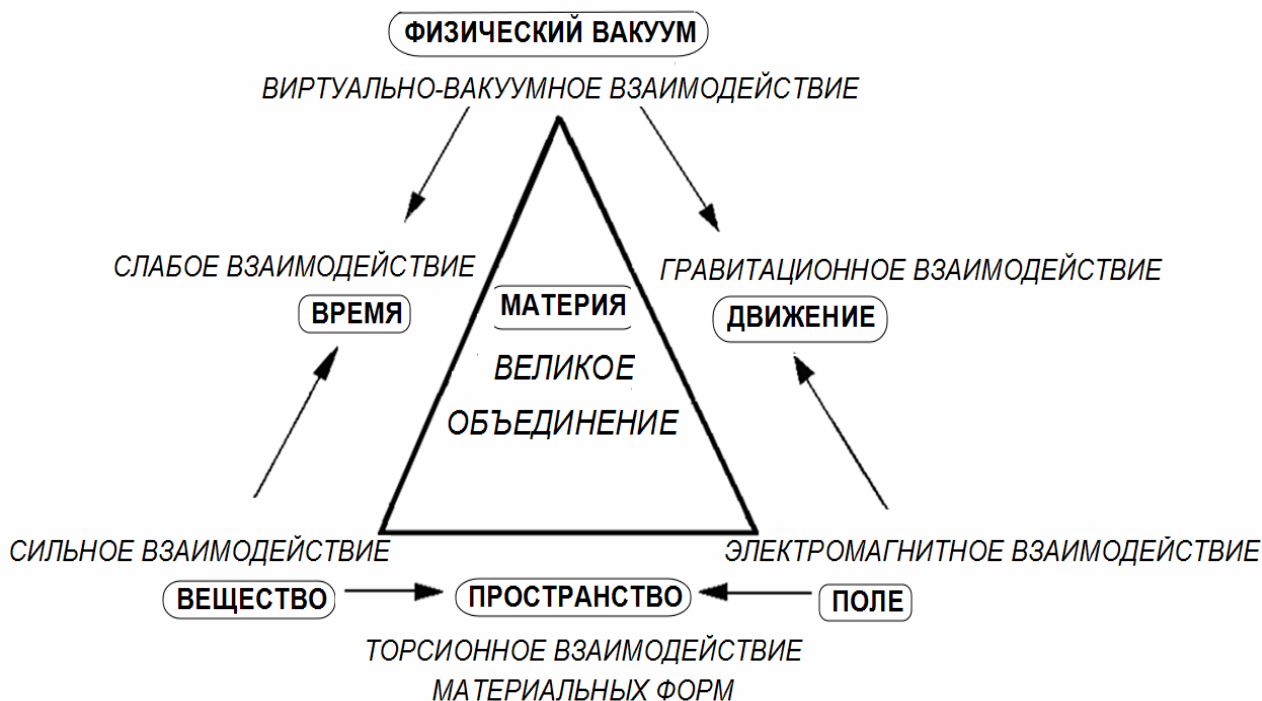 ФИЗИЧЕСКИЙ ВАКУУМ
ВИРТУАЛЬНО-ВАКУУМНОЕ ВЗАИМОДЕЙСТВИЕ
СЛАБОЕ ВЗАИМОДЕЙСТВИЕ
ГРАВИТАЦИОННОЕ ВЗАИМОДЕЙСТВИЕ
ВРЕМЯ
МАТЕРИЯ
ДВИЖЕНИЕ
ВЕЛИКОЕ
ОБЪЕДИНЕНИЕ
СИЛЬНОЕ ВЗАИМОДЕЙСТВИЕ
ЭЛЕКТРОМАГНИТНОЕ ВЗАИМОДЕЙСТВИЕ
ВЕЩЕСТВО
ПРОСТРАНСТВО
ПОЛЕ
ТОРСИОННОЕ ВЗАИМОДЕЙСТВИЕ
МАТЕРИАЛЬНЫХ ФОРМ